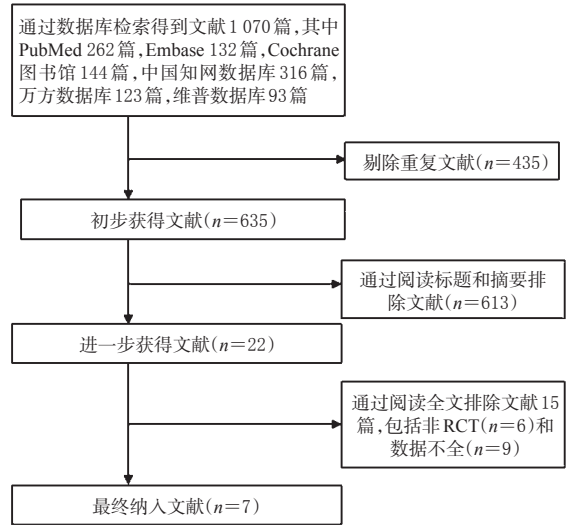 通过数据库检索得到文献1 070篇,其中
PubMed 262篇,Embase 132篇,Cochrane
图书馆144篇,中国知网数据库316篇,
万方数据库123篇,维普数据库93篇
剔除重复文献(n=435)
初步获得文献(n=635)
通过阅读标题和摘要排
除文献(n=613)
进一步获得文献(n=22)
通过阅读全文排除文献15
篇,包括非RCT(n=6)和
数据不全(n=9)
最终纳入文献(n=7)